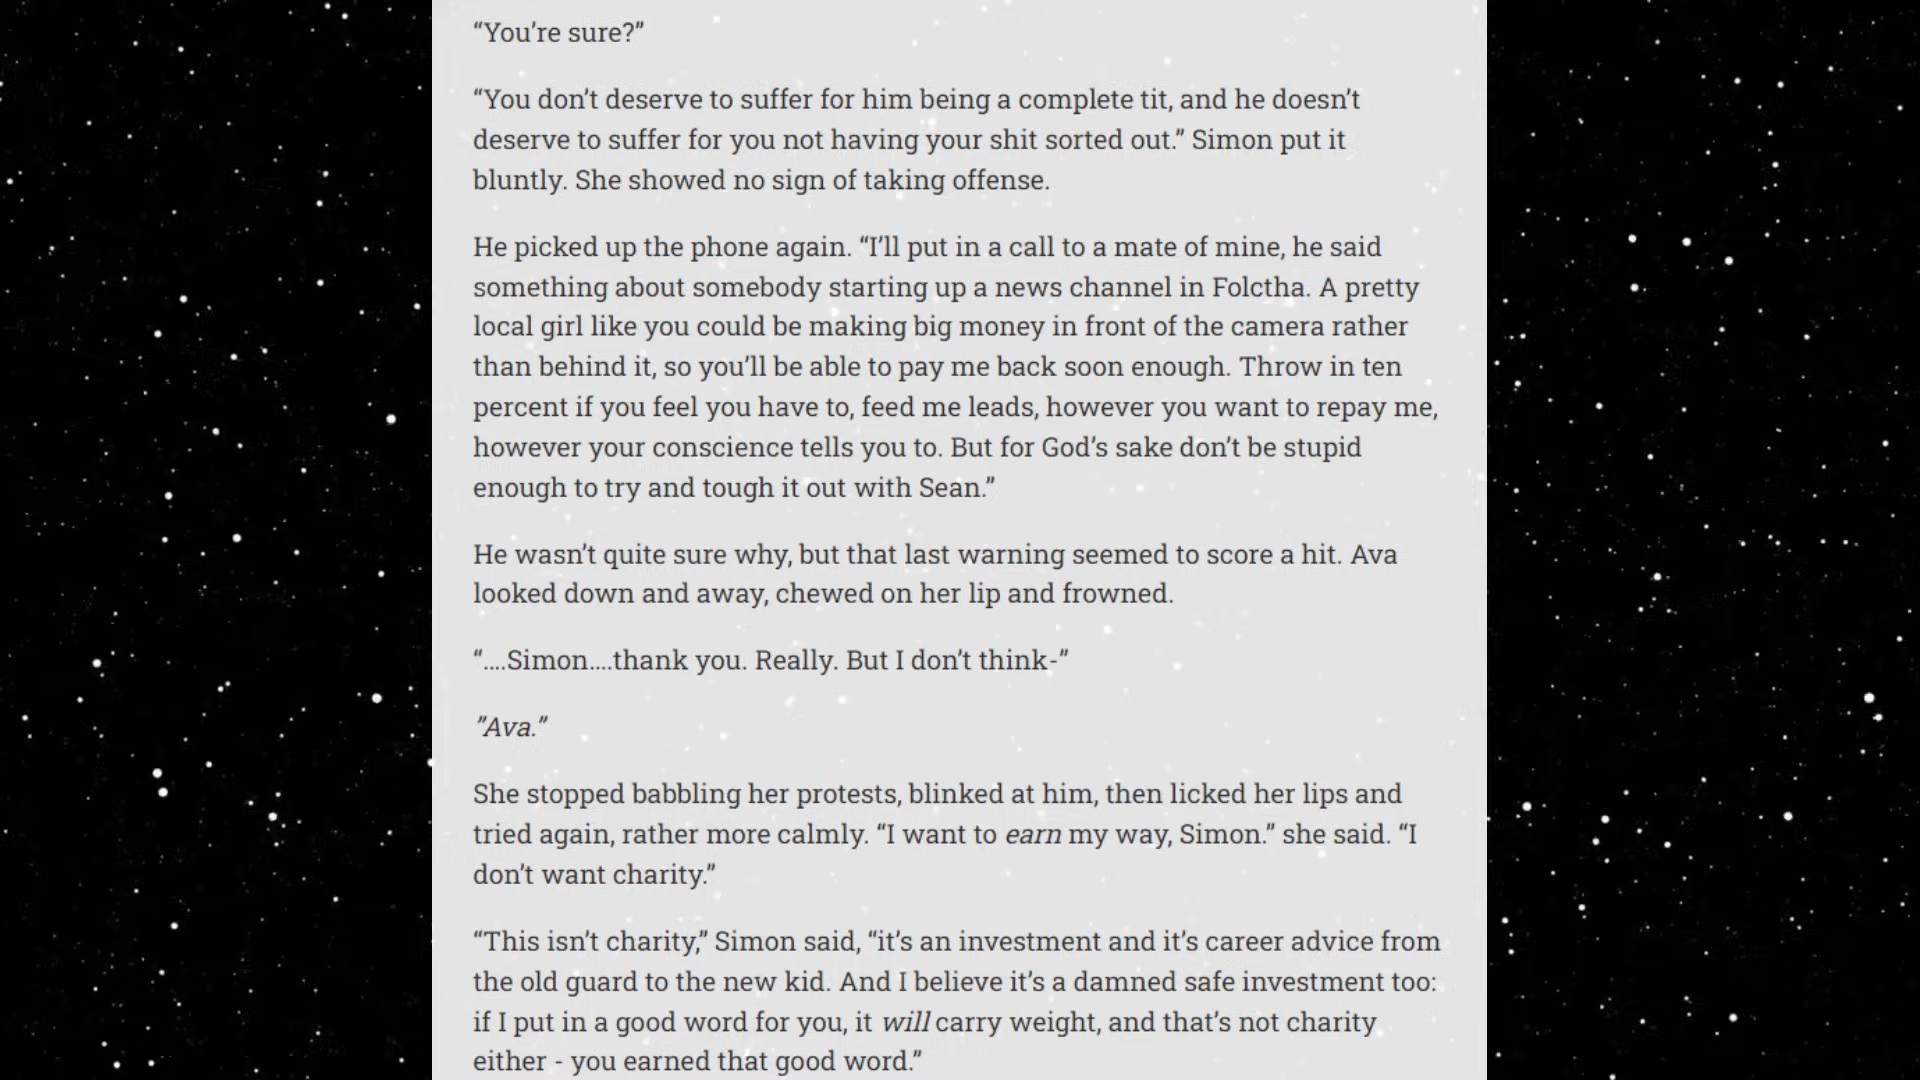 “You’re sure?”
“You don’t deserve to suffer for him being a complete tit, and he doesn’t
deserve to suffer for you not having your shit sorted out.” Simon put it
bluntly. She showed no sign of taking offense.
He picked up the phone again. “I’ll put in a call to a mate of mine, he said
something about somebody starting up a news channel in Folctha. A pretty
local girl like you could be making big money in front of the camera rather
than behind it, so you’ll be able to pay me back soon enough. Throw in ten
percent if you feel you have to, feed me leads, however you want to repay me,
however your conscience tells you to. But for God’s sake don’t be stupid
enough to try and tough it out with Sean.”
He wasn’t quite sure why, but that last warning seemed to score a hit. Ava
looked down and away, chewed on her lip and frowned.
“....Simon....thank you. Really. But I don’t think-”
”Ava.”
She stopped babbling her protests, blinked at him, then licked her lips and
tried again, rather more calmly. “I want to earn my way, Simon.” she said. “I
don’t want charity.”
“This isn’t charity,” Simon said, “it’s an investment and it’s career advice from
the old guard to the new kid. And I believe it’s a damned safe investment too:
if I put in a good word for you, it will carry weight, and that’s not charity
either - you earned that good word.”